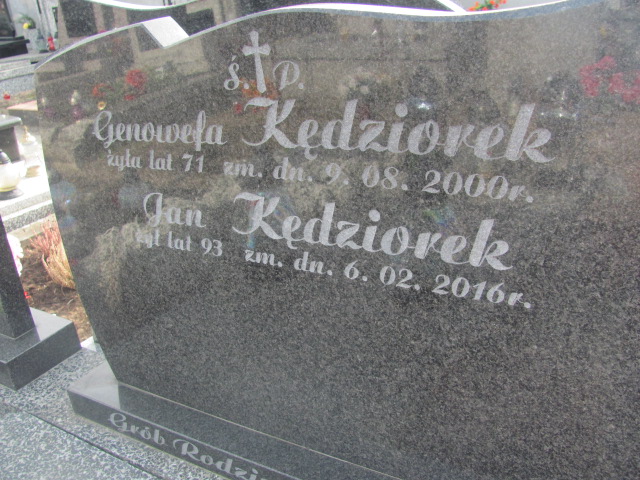 Ś. P.
Genowefa Kędziorek
żyła lat 71 zm. dn. 9. 08. 2000r.
Jan Kędziorek
żył lat 93 zm. dn. 6. 02. 2016r.
Grób